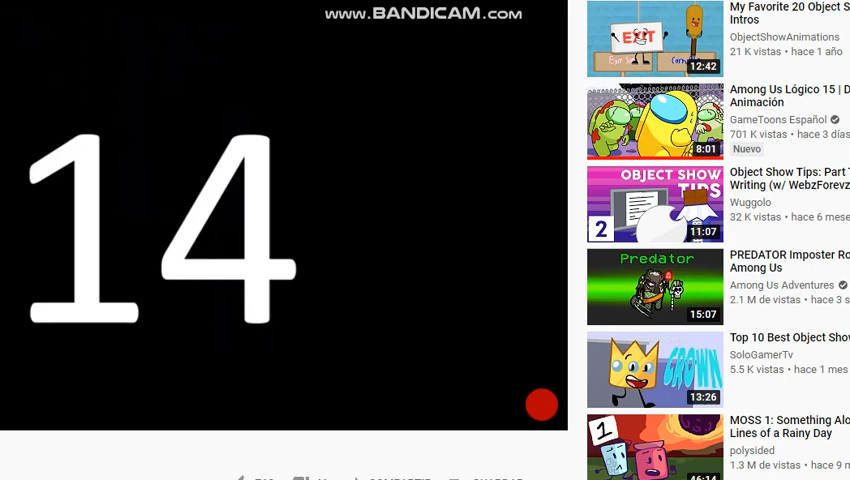 www.BANDICAM.com
14
My Favorite 20 Object S
Intros
ObjectShowAnimations
21 K vistas • hace 1 año
EXIT
12:42
Among Us Lógico 15 | D
Animación
GameToons Español
701 K vistas • hace 3 días
Nuevo
8:01
Object Show Tips: Part
Writing (w/ WebzForevz
Wuggolo
32 K vistas • hace 6 mese
OBJECT SHOW
TIPS
2
11:07
PREDATOR Imposter Ro
Among Us
Among Us Adventures
2.1 M de vistas • hace 3 s
Predator
15:07
Top 10 Best Object Show
SoloGamerTv
5.5 K vistas • hace 1 mes
CROWN
13:26
MOSS 1: Something Alo
Lines of a Rainy Day
polysided
1.3 M de vistas • hace 9 m
1
46:14